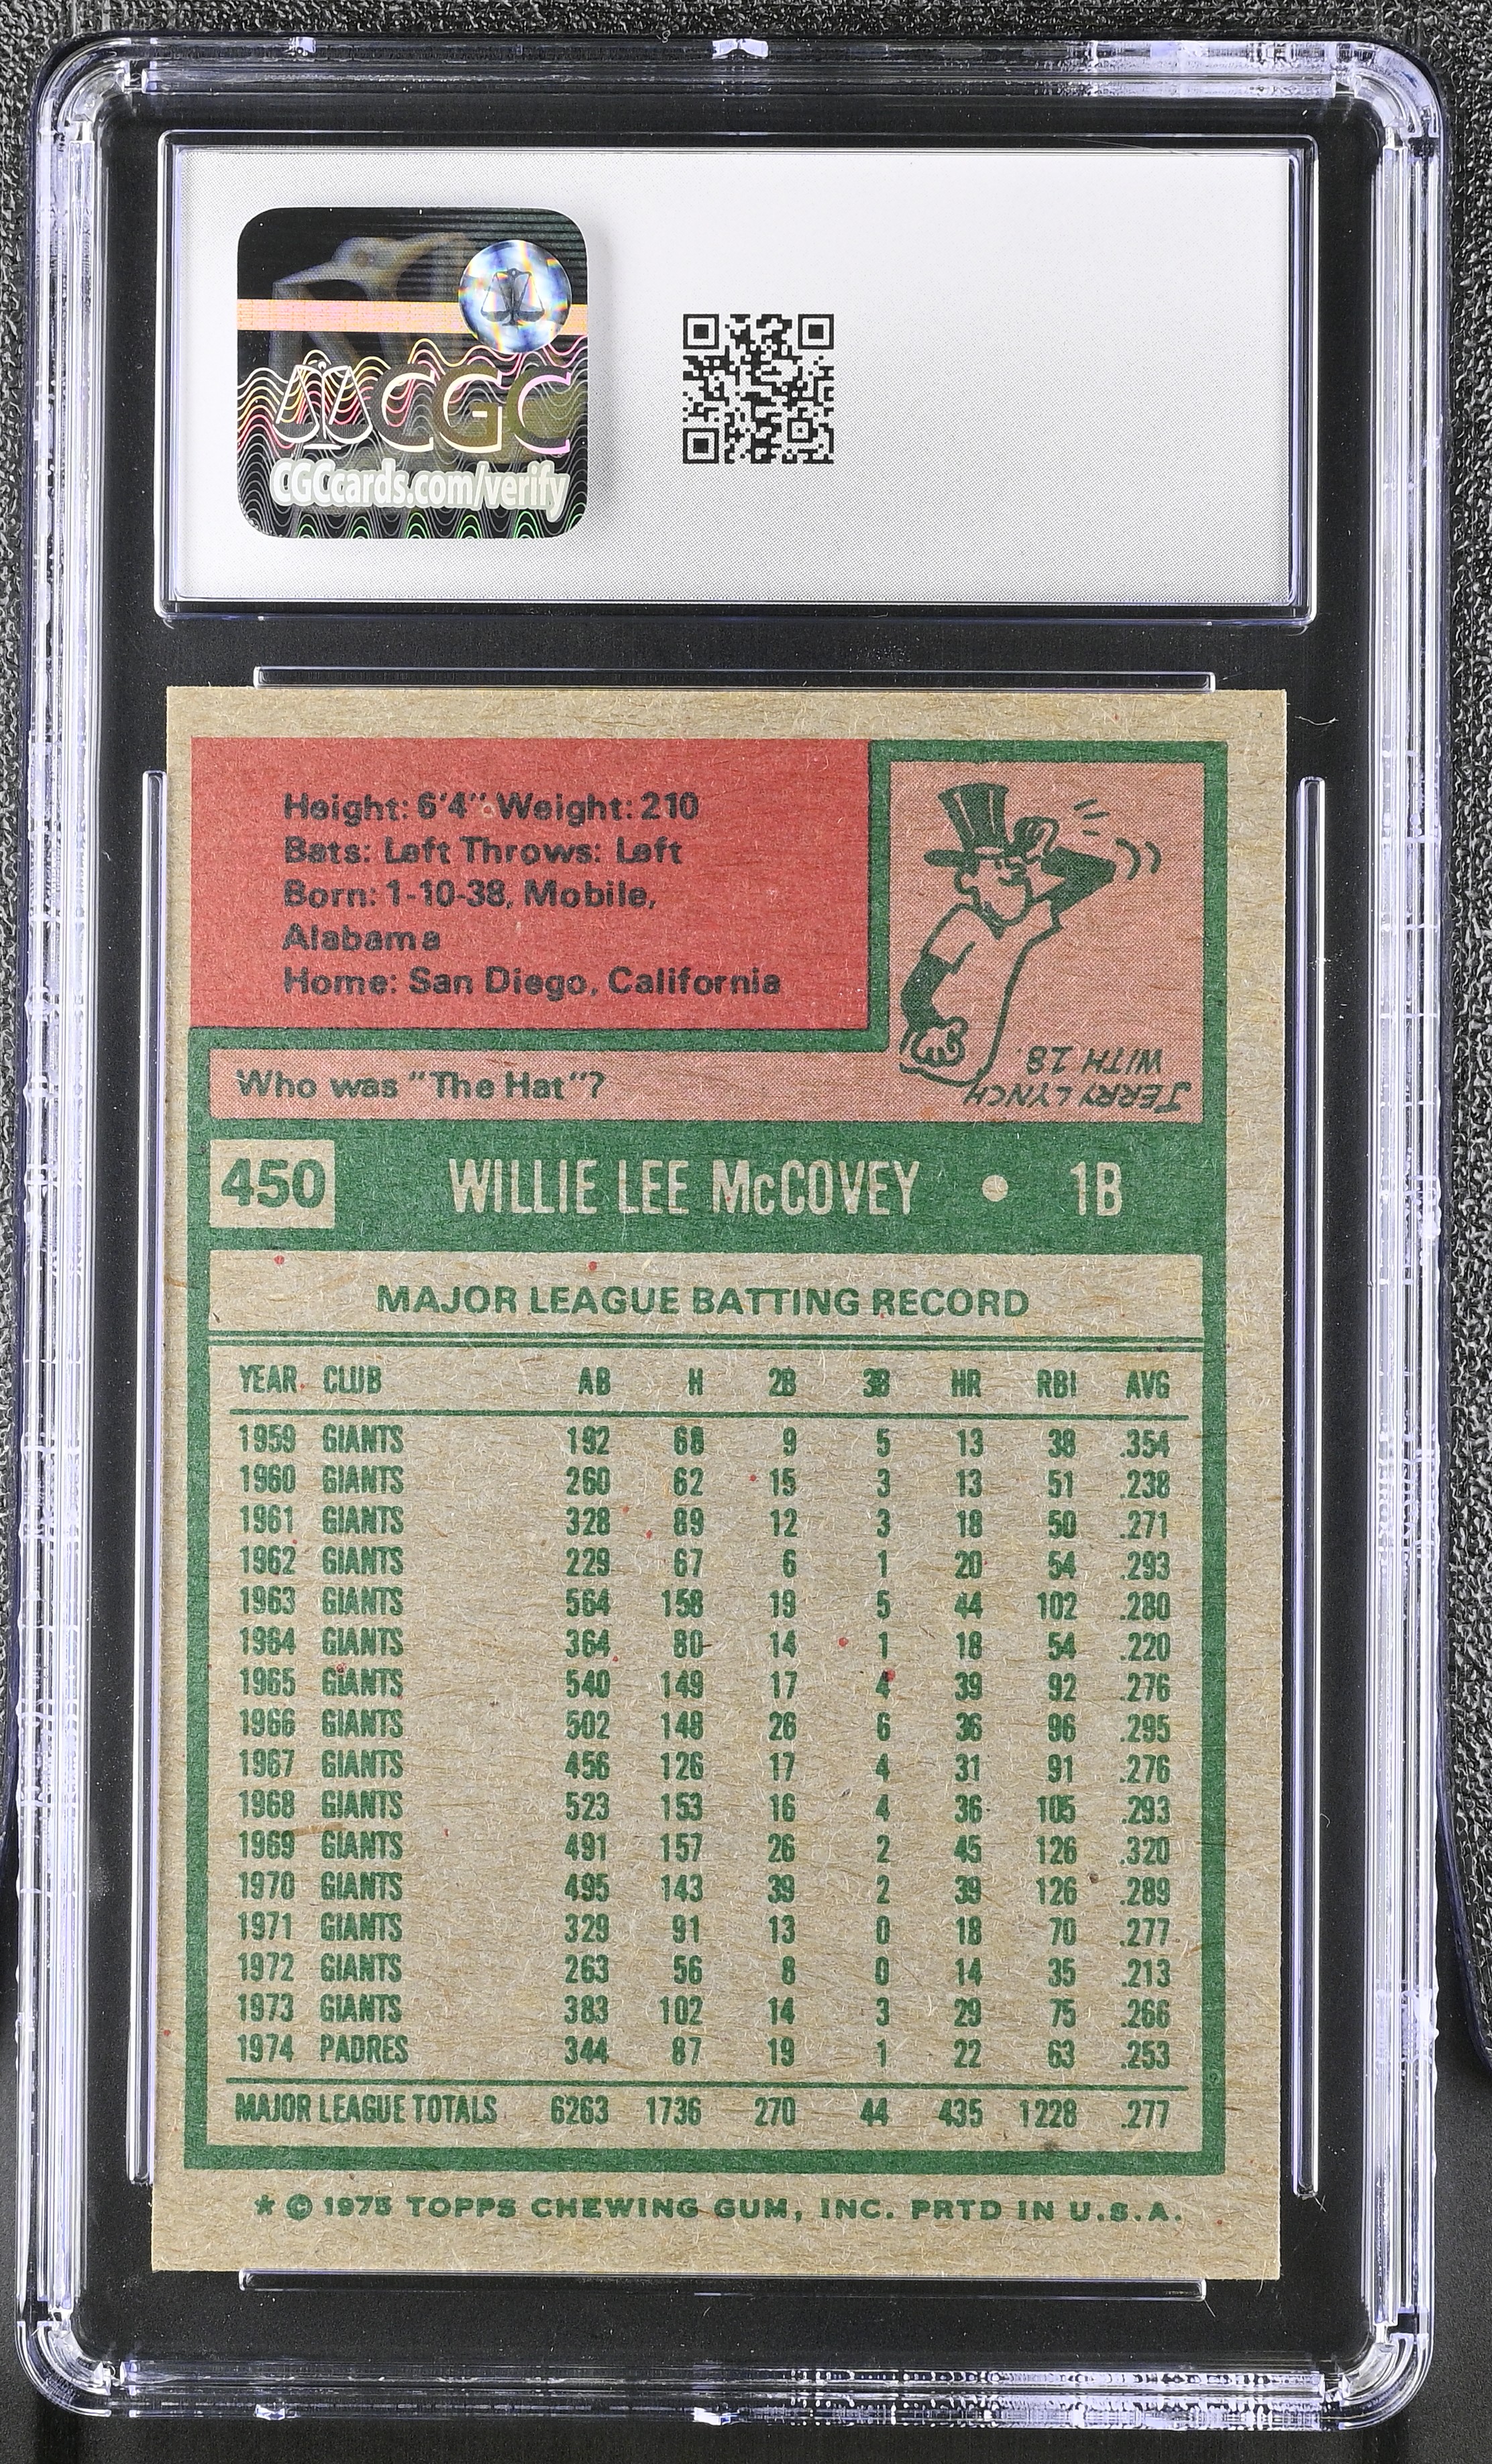 CGC
CGCcards.com/verify
Height: 6'4" Weight: 210
Bats: Left Throws: Left
Born: 1-10-38, Mobile,
Alabama
Home: San Diego, California
JERRY LYNCH
WITH 18.
Who was "The Hat"?
450 WILLIE LEE McCOVEY • 1B
MAJOR LEAGUE BATTING RECORD
YEAR CLUB AB H 2B 3B HR RBI AVG
1959 GIANTS 192 68 9 5 13 38 .354
1960 GIANTS 260 62 15 3 13 51 .238
1961 GIANTS 328 89 12 3 18 50 .271
1962 GIANTS 229 67 6 1 20 54 .293
1963 GIANTS 564 158 19 5 44 102 .280
1964 GIANTS 364 80 14 1 18 54 .220
1965 GIANTS 540 149 17 4 39 92 .276
1966 GIANTS 502 148 26 6 36 96 .295
1967 GIANTS 456 126 17 4 31 91 .276
1968 GIANTS 523 153 16 4 36 105 .293
1969 GIANTS 491 157 26 2 45 126 .320
1970 GIANTS 495 143 39 2 39 126 .289
1971 GIANTS 329 91 13 0 18 70 .277
1972 GIANTS 263 56 8 0 14 35 .213
1973 GIANTS 383 102 14 3 29 75 .266
1974 PADRES 344 87 19 1 22 63 .253
MAJOR LEAGUE TOTALS 6263 1736 270 44 435 1228 .277
★ © 1975 TOPPS CHEWING GUM, INC. PRTD IN U.S.A.